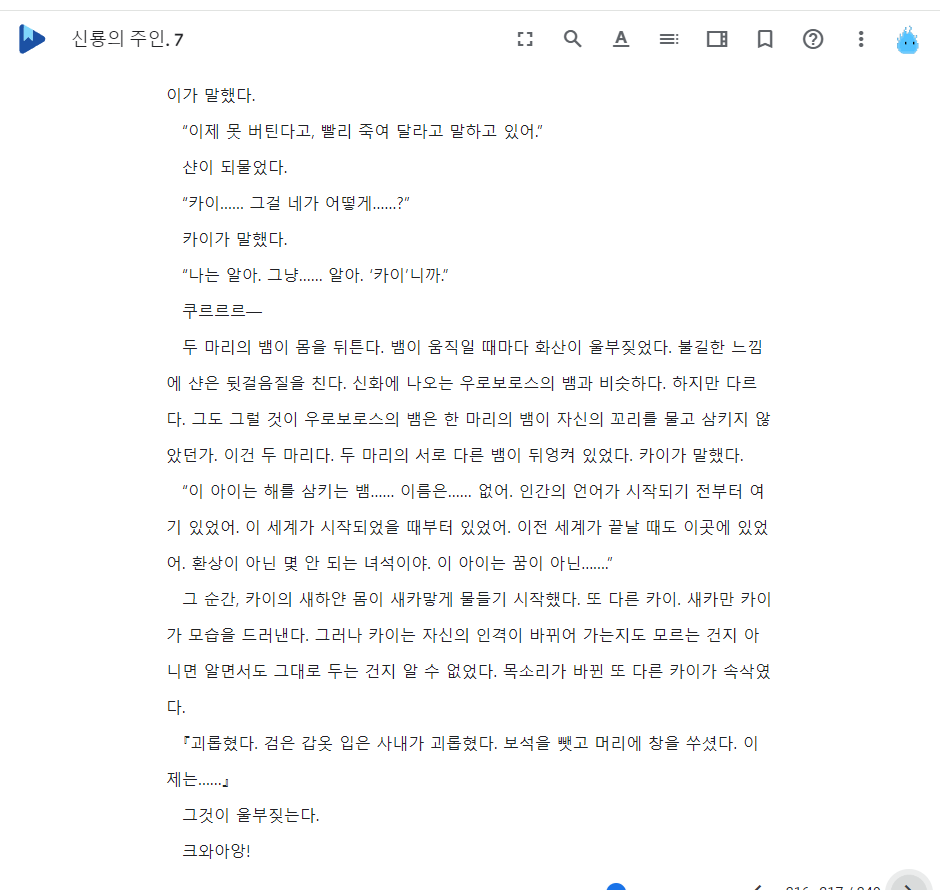 신룡의 주인. 7
이가 말했다.
“이제 못 버틴다고, 빨리 죽여 달라고 말하고 있어.”
샨이 되물었다.
“카이…… 그걸 네가 어떻게……?”
카이가 말했다.
“나는 알아. 그냥…… 알아. ‘카이’니까.”
쿠르르르—
두 마리의 뱀이 몸을 뒤튼다. 뱀이 움직일 때마다 화산이 울부짖었다. 불길한 느낌
에 샨은 뒷걸음질을 친다. 신화에 나오는 우로보로스의 뱀과 비슷하다. 하지만 다르
다. 그도 그럴 것이 우로보로스의 뱀은 한 마리의 뱀이 자신의 꼬리를 물고 삼키지 않
았던가. 이건 두 마리다. 두 마리의 서로 다른 뱀이 뒤엉켜 있었다. 카이가 말했다.
“이 아이는 해를 삼키는 뱀…… 이름은…… 없어. 인간의 언어가 시작되기 전부터 여
기 있었어. 이 세계가 시작되었을 때부터 있었어. 이전 세계가 끝날 때도 이곳에 있었
어. 환상이 아닌 몇 안 되는 녀석이야. 이 아이는 꿈이 아닌…….”
그 순간, 카이의 새하얀 몸이 새카맣게 물들기 시작했다. 또 다른 카이. 새카만 카이
가 모습을 드러낸다. 그러나 카이는 자신의 인격이 바뀌어 가는지도 모르는 건지 아
니면 알면서도 그대로 두는 건지 알 수 없었다. 목소리가 바뀐 또 다른 카이가 속삭였
다.
『괴롭혔다. 검은 갑옷 입은 사내가 괴롭혔다. 보석을 뺏고 머리에 창을 쑤셨다. 이
제는……』
그것이 울부짖는다.
크와아앙!